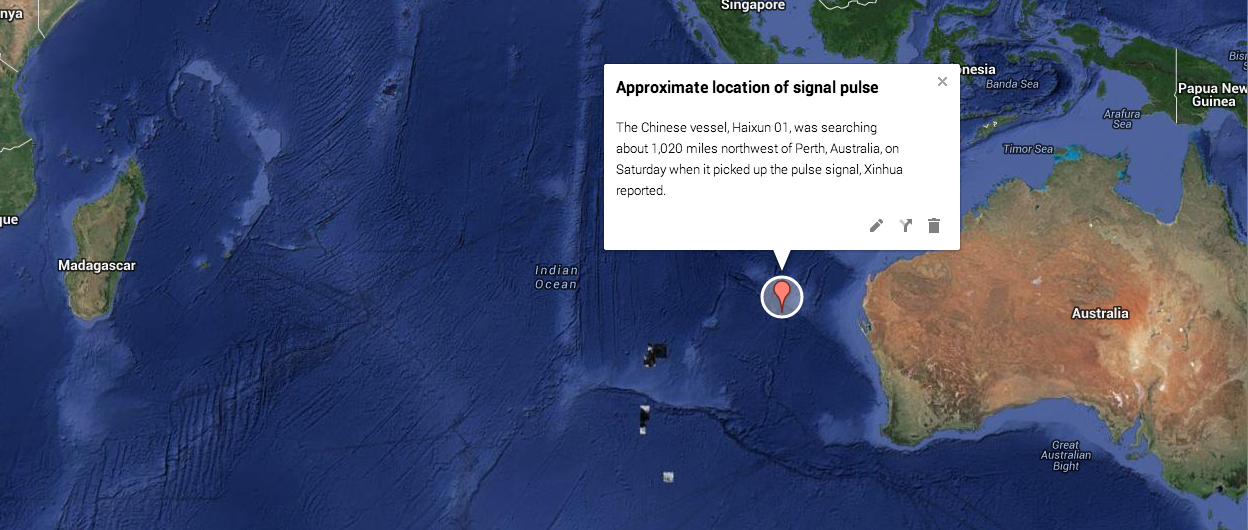 nya
Singapore
Approximate location of signal pulse
The Chinese vessel, Haixun 01, was searching
about 1,020 miles northwest of Perth, Australia, on
Saturday when it picked up the pulse signal, Xinhua
reported.
onesia
Banda Sea
Papua New
Guinea
Arafura
Sea
Timor Sea
que
Madagascar
Indian
Ocean
Australia
Great
Australian
Bight